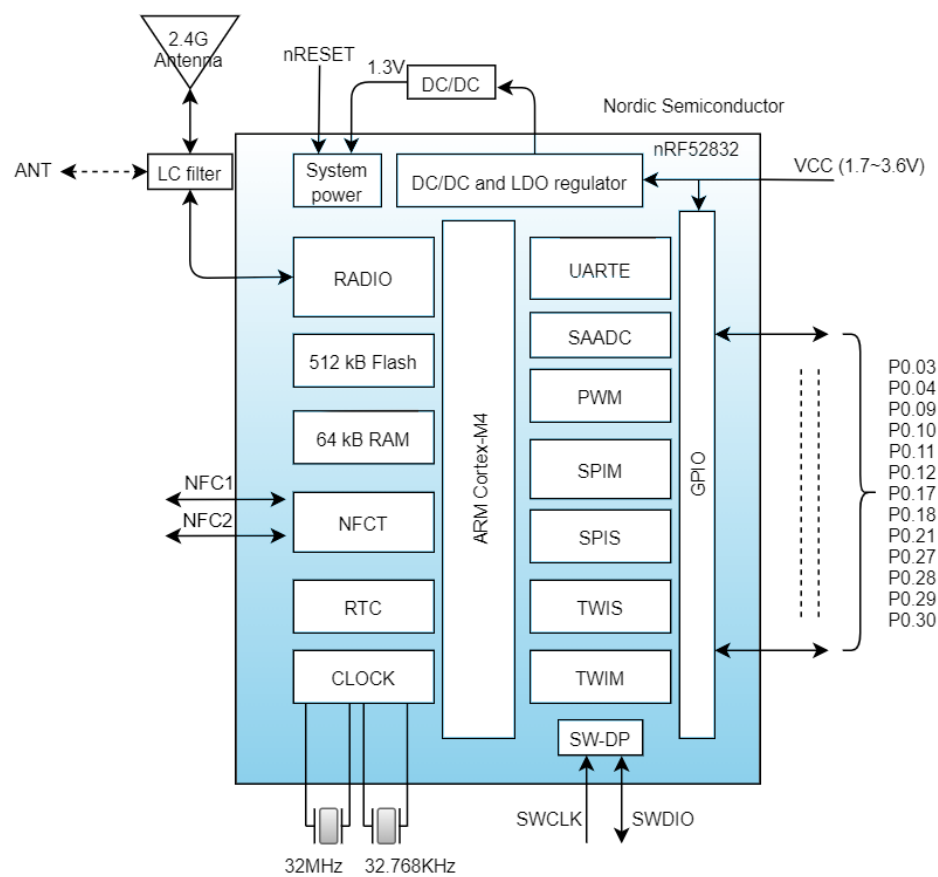 2.4G
Antenna
nRESET
1.3V
DC/DC
Nordic Semiconductor
nRF52832
ANT
LC filter
System
power
DC/DC and LDO regulator
VCC (1.7~3.6V)
RADIO
512 kB Flash
64 kB RAM
NFC1
NFC2
NFCT
RTC
CLOCK
ARM Cortex-M4
UARTE
SAADC
PWM
SPIM
SPIS
TWIS
TWIM
SW-DP
GPIO
P0.03
P0.04
P0.09
P0.10
P0.11
P0.12
P0.17
P0.18
P0.21
P0.27
P0.28
P0.29
P0.30
SWCLK
SWDIO
32MHz
32.768KHz